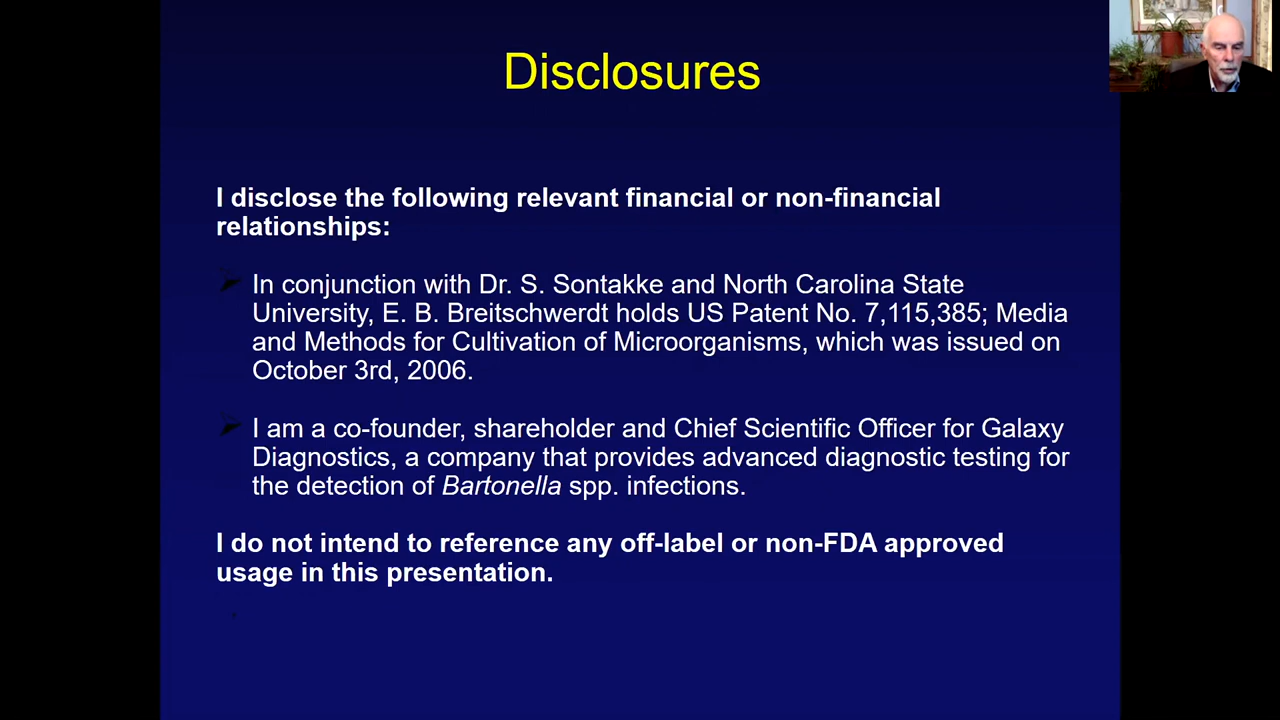 Disclosures
I disclose the following relevant financial or non-financial
relationships:
In conjunction with Dr. S. Sontakke and North Carolina State
University, E. B. Breitschwerdt holds US Patent No. 7,115,385; Media
and Methods for Cultivation of Microorganisms, which was issued on
October 3rd, 2006.
I am a co-founder, shareholder and Chief Scientific Officer for Galaxy
Diagnostics, a company that provides advanced diagnostic testing for
the detection of Bartonella spp. infections.
I do not intend to reference any off-label or non-FDA approved
usage in this presentation.